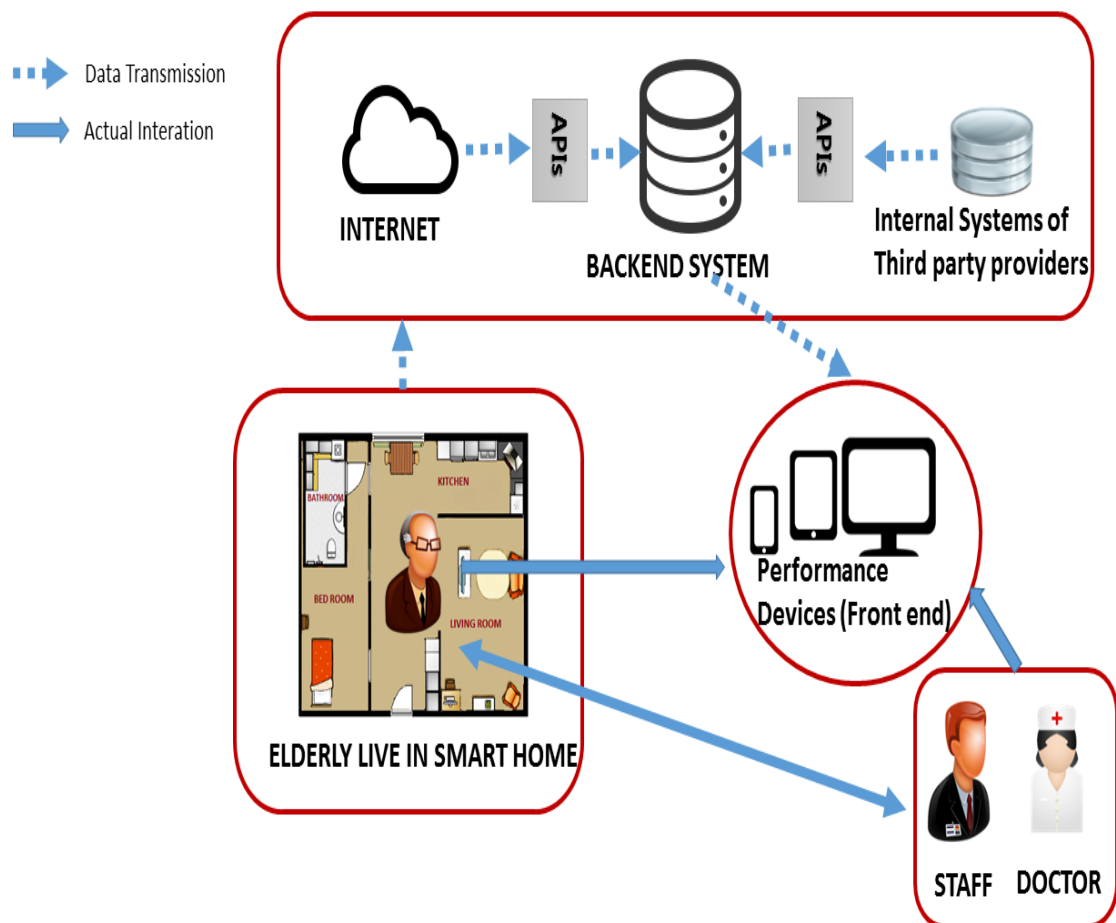 Data Transmission
Actual Interation
APIs
APIs
INTERNET
BACKEND SYSTEM
Internal Systems of
Third party providers
BATHROOM
KITCHEN
BED ROOM
LIVING ROOM
ELDERLY LIVE IN SMART HOME
Performance
Devices (Front end)
STAFF
DOCTOR